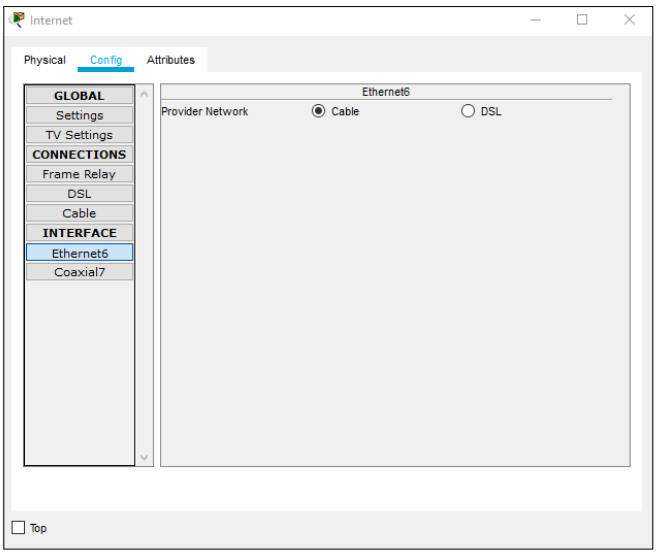 Internet
Physical Config Attributes
GLOBAL
Settings
TV Settings
CONNECTIONS
Frame Relay
DSL
Cable
INTERFACE
Ethernet6
Coaxial7
Ethernet6
Provider Network Cable DSL
Top